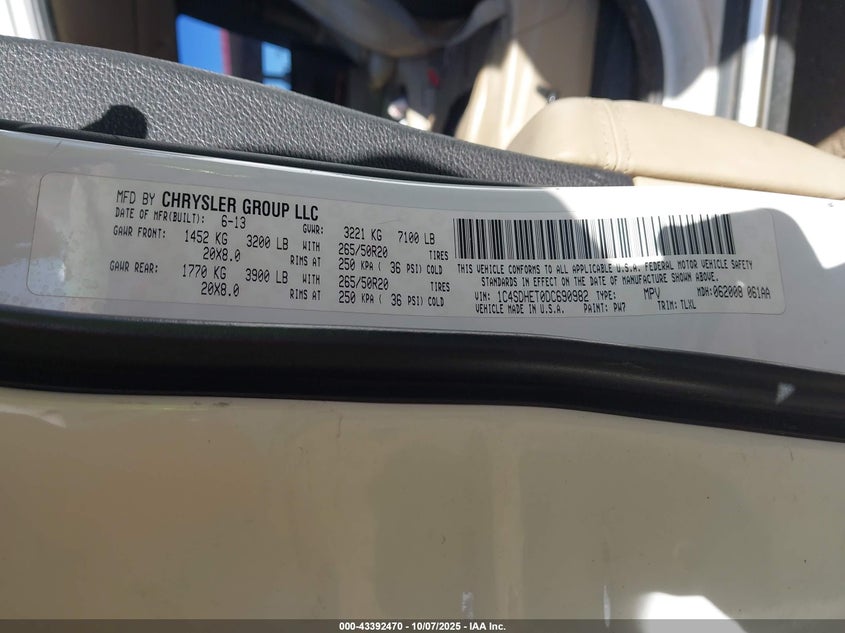 MFD BY CHRYSLER GROUP LLC
DATE OF MFR(BUILT): 6-13 GVWR: 3221 KG 7100 LB
GAWR FRONT: 1452 KG 3200 LB WITH 265/50R20 TIRES
20X8.0 RIMS AT 250 KPA ( 36 PSI) COLD
GAWR REAR: 1770 KG 3900 LB WITH 265/50R20 TIRES
20X8.0 RIMS AT 250 KPA ( 36 PSI) COLD
THIS VEHICLE CONFORMS TO ALL APPLICABLE U.S.A. FEDERAL MOTOR VEHICLE SAFETY
STANDARDS IN EFFECT ON THE DATE OF MANUFACTURE SHOWN ABOVE.
VIN: 1C4SDHET0DC690982 TYPE: MPV MDH: 062008 061AA
VEHICLE MADE IN U.S.A. PAINT: PW7 TRIM: TLXL
000-43392470 - 10/07/2025 - IAA Inc.